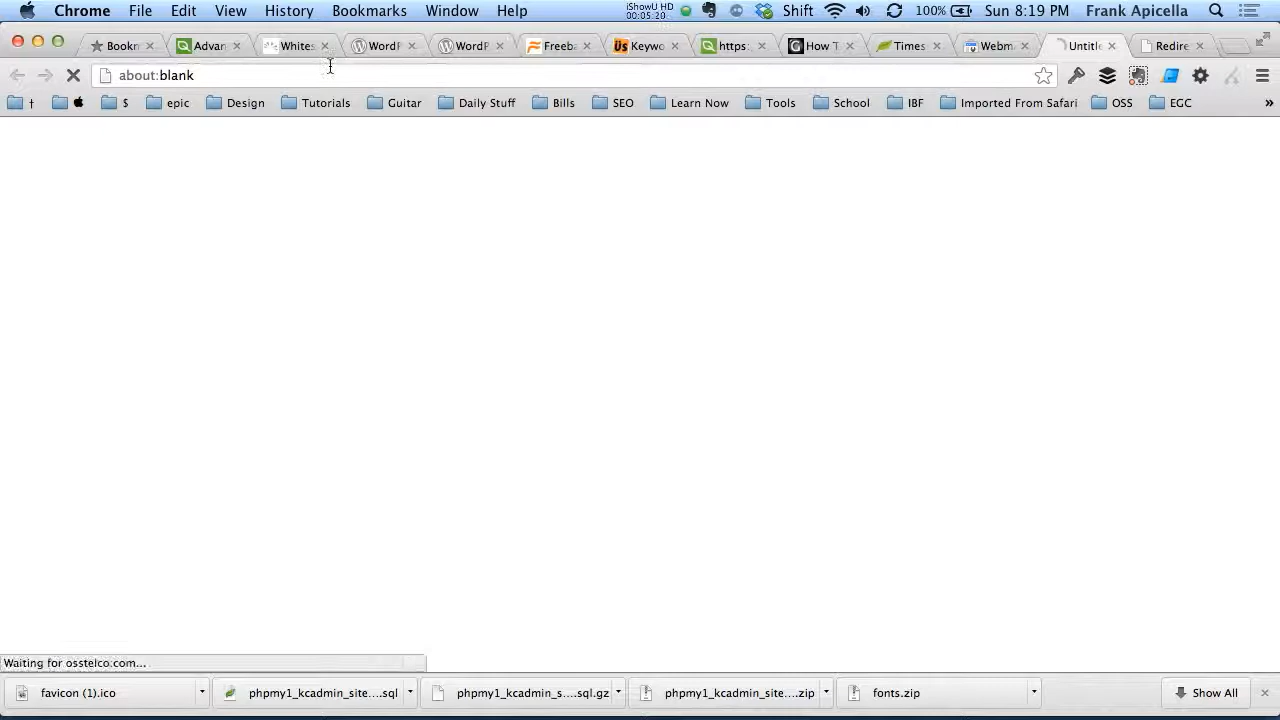 Chrome File Edit View History Bookmarks Window Help iShowU HD 00:05:20 Shift 100% Sun 8:19 PM Frank Apicella
Bookn Advan Whites WordP WordP Freeba Keywo https: How T Times Webm Untitle Redire
about:blank
† $ epic Design Tutorials Guitar Daily Stuff Bills SEO Learn Now Tools School IBF Imported From Safari OSS EGC »
Waiting for osstelco.com...
favicon (1).ico phpmy1_kcadmin_site....sql phpmy1_kcadmin_s....sql.gz phpmy1_kcadmin_site....zip fonts.zip Show All